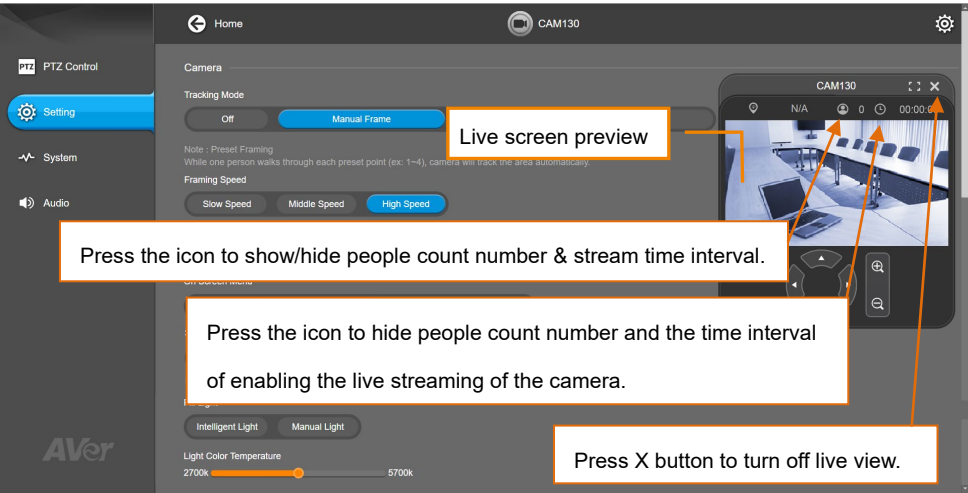 Home
CAM130
PTZ PTZ Control
Setting
System
Audio
Camera
Tracking Mode
Off Manual Frame
Note : Preset Framing
While one person walks through each preset point (ex: 1~4), camera will track the area automatically.
Framing Speed
Slow Speed Middle Speed High Speed
CAM130
N/A 0 00:00:0
Live screen preview
Press the icon to show/hide people count number & stream time interval.
Press the icon to hide people count number and the time interval
of enabling the live streaming of the camera.
Intelligent Light Manual Light
Light Color Temperature
2700k 5700k
Press X button to turn off live view.
AVer